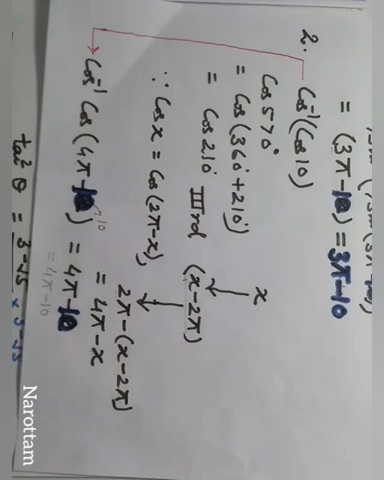 = (3π-10) = 3π-10
2. cos⁻¹(cos 10)
cos 570°
= cos(360°+210°)
= cos 210° IIIrd
x
(x-2π)
∵ cos x = cos(2π-x),
2π-(x-2π)
= 4π-x
cos⁻¹ cos(4π-10) = 4π-10
= 4π-10
tan² θ = 3-√5
Narottam